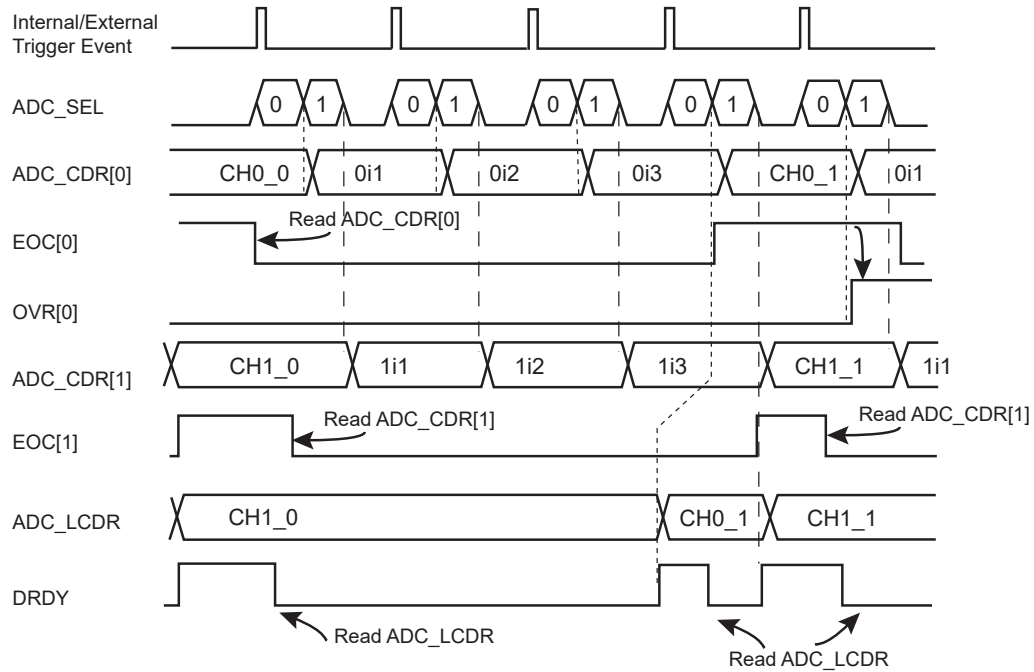 Internal/External
Trigger Event
ADC_SEL
0 1 0 1 0 1 0 1 0 1
ADC_CDR[0]
CH0_0 0i1 0i2 0i3 CH0_1 0i1
EOC[0]
Read ADC_CDR[0]
OVR[0]
ADC_CDR[1]
CH1_0 1i1 1i2 1i3 CH1_1 1i1
EOC[1]
Read ADC_CDR[1]
Read ADC_CDR[1]
ADC_LCDR
CH1_0 CH0_1 CH1_1
DRDY
Read ADC_LCDR
Read ADC_LCDR